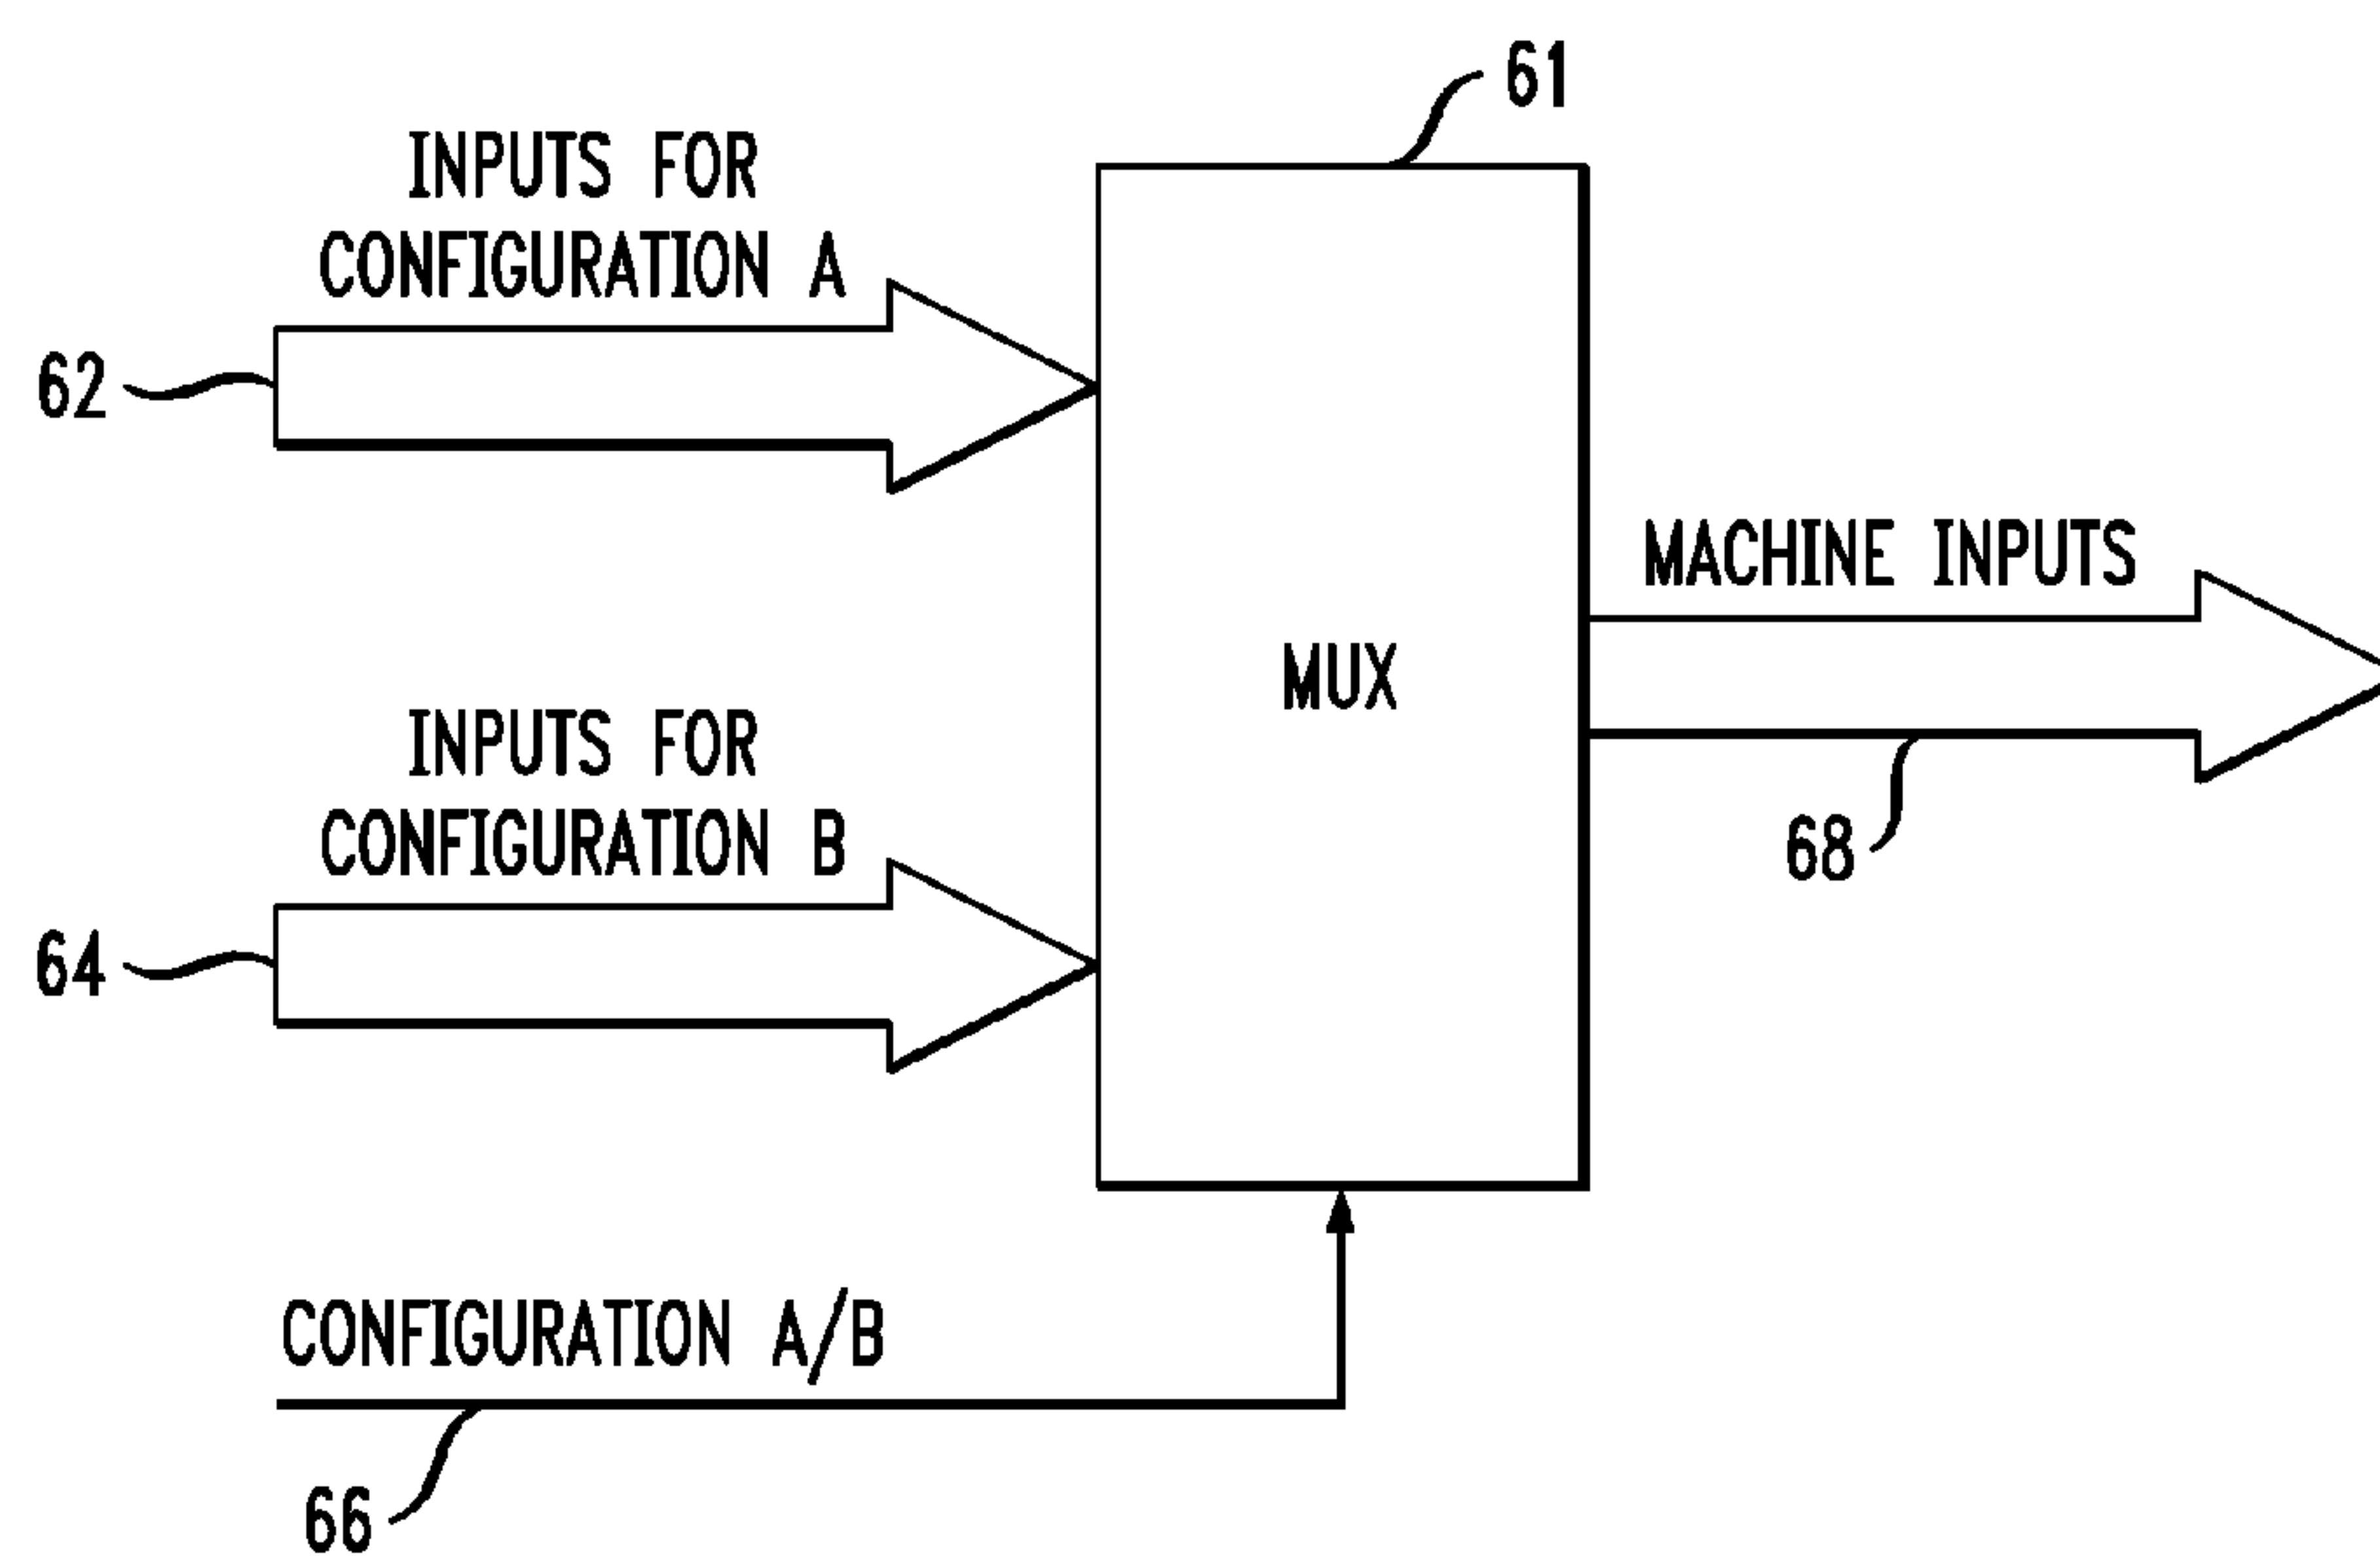 61
INPUTS FOR
CONFIGURATION A
62
MACHINE INPUTS
MUX
INPUTS FOR
CONFIGURATION B
68
64
CONFIGURATION A/B
66